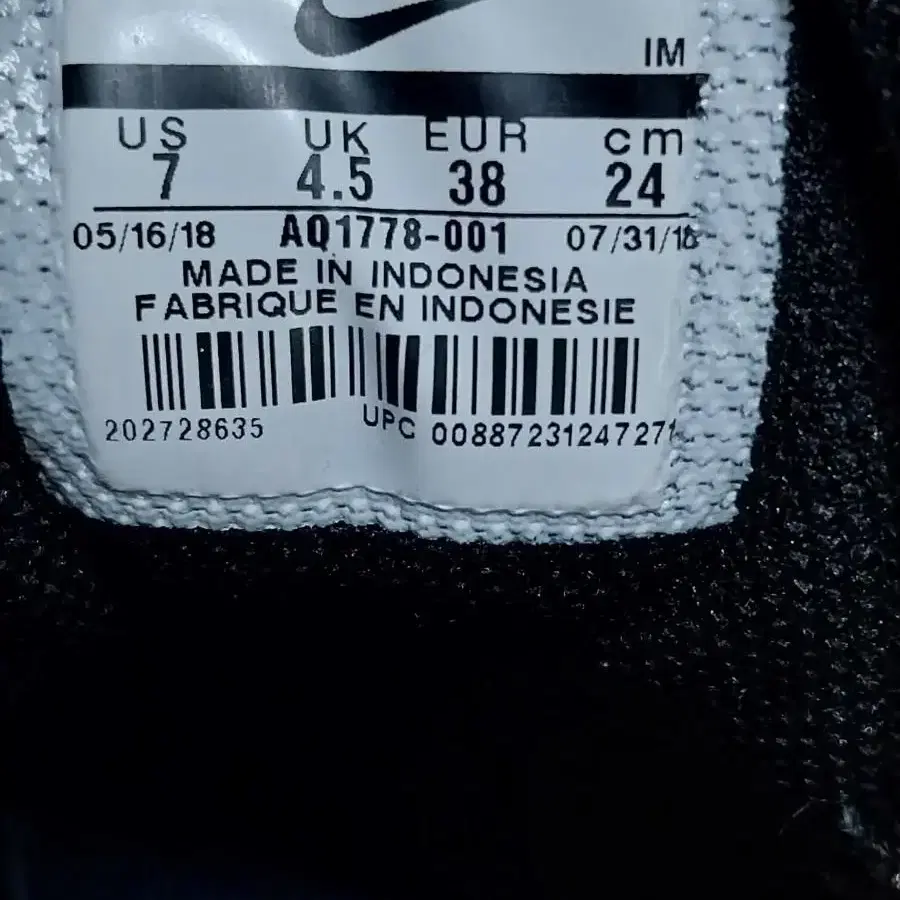 IM
US UK EUR cm
7 4.5 38 24
05/16/18 AQ1778-001 07/31/18
MADE IN INDONESIA
FABRIQUE EN INDONESIE
202728635 UPC 00887231247271